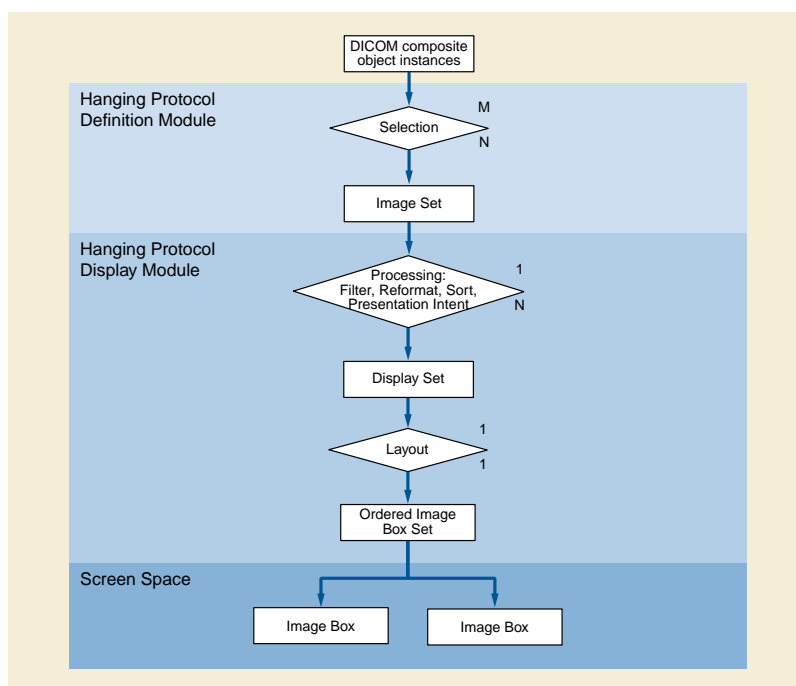 DICOM composite
object instances
Hanging Protocol
Definition Module
M
Selection
N
Image Set
Hanging Protocol
Display Module
1
Processing:
Filter, Reformat, Sort,
Presentation Intent
N
Display Set
1
Layout
1
Ordered Image
Box Set
Screen Space
Image Box
Image Box